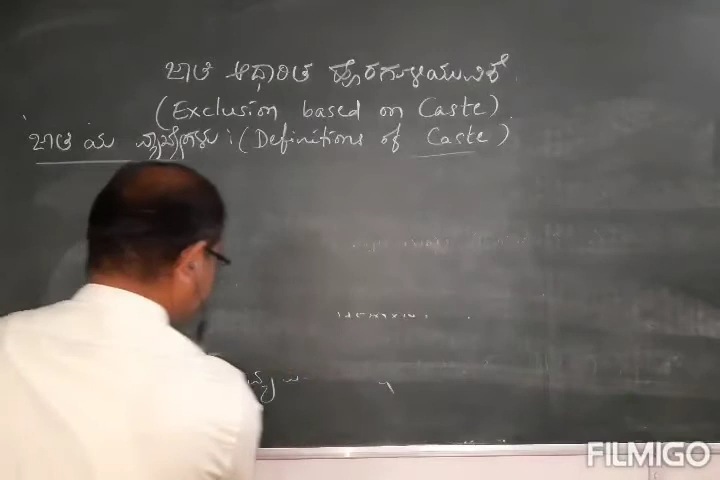 ಜಾತಿ ಆಧಾರಿತ ಹೊರಗುಳಿಯುವಿಕೆ
(Exclusion based on Caste)
ಜಾತಿಯ ವ್ಯಾಖ್ಯೆಗಳು : (Definitions of Caste)
FILMIGO